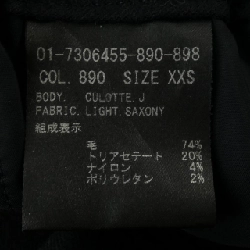 01-7306455-890-898
COL. 890 SIZE XXS
BODY. CULOTTE.J
FABRIC.LIGHT.SAXONY
組成表示
毛 74%
トリアセテート 20%
ナイロン 4%
ポリウレタン 2%